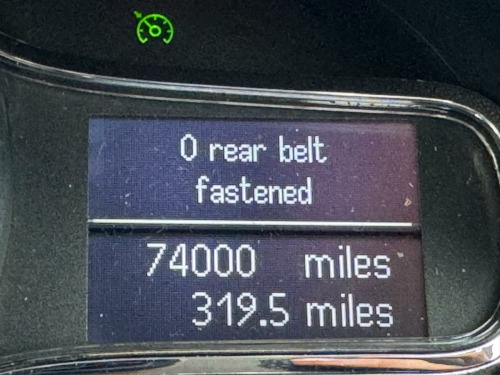 0 rear belt
fastened
74000 miles
319.5 miles